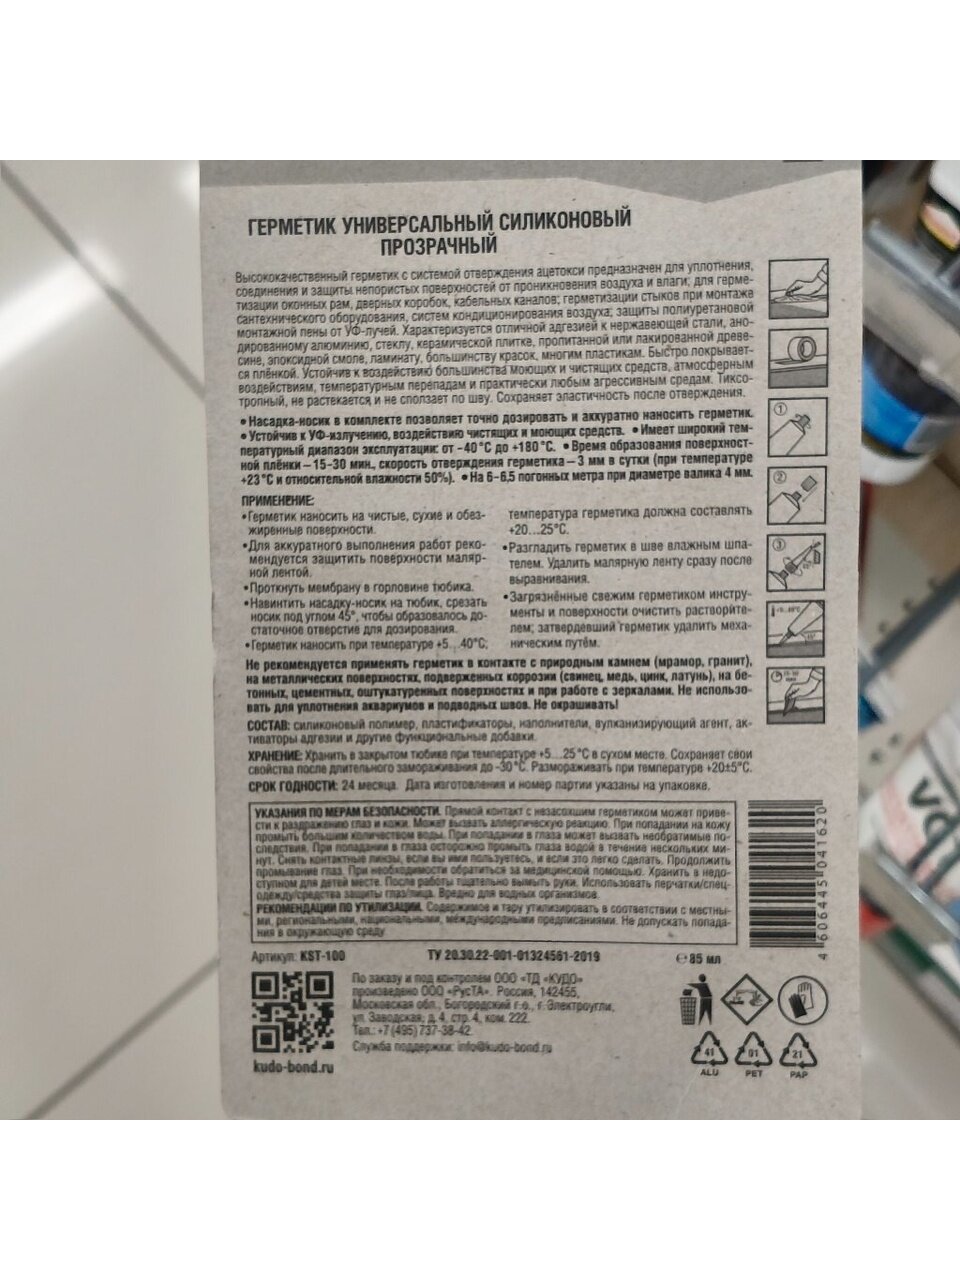 ГЕРМЕТИК УНИВЕРСАЛЬНЫЙ СИЛИКОНОВЫЙ
ПРОЗРАЧНЫЙ
Высококачественный герметик с системой отверждения ацетокси предназначен для уплотнения,
соединения и защиты непористых поверхностей от проникновения воздуха и влаги; для герме-
тизации оконных рам, дверных коробок, кабельных каналов; герметизации стыков при монтаже
сантехнического оборудования, систем кондиционирования воздуха; защиты полиуретановой
монтажной пены от УФ-лучей. Характеризуется отличной адгезией к нержавеющей стали, ано-
дированному алюминию, стеклу, керамической плитке, пропитанной или лакированной древе-
сине, эпоксидной смоле, ламинату, большинству красок, многим пластикам. Быстро покрывает-
ся плёнкой. Устойчив к воздействию большинства моющих и чистящих средств, атмосферным
воздействиям, температурным перепадам и практически любым агрессивным средам. Тиксо-
тропный, не растекается и не сползает по шву. Сохраняет эластичность после отверждения.
• Насадка-носик в комплекте позволяет точно дозировать и аккуратно наносить герметик.
• Устойчив к УФ-излучению, воздействию чистящих и моющих средств. • Имеет широкий тем-
пературный диапазон эксплуатации: от -40°С до +180°С. • Время образования поверхност-
ной плёнки – 15-30 мин., скорость отверждения герметика – 3 мм в сутки (при температуре
+23°С и относительной влажности 50%). • На 6–6,5 погонных метра при диаметре валика 4 мм.
ПРИМЕНЕНИЕ:
• Герметик наносить на чистые, сухие и обез-
жиренные поверхности.
• Для аккуратного выполнения работ реко-
мендуется защитить поверхности маляр-
ной лентой.
• Проткнуть мембрану в горловине тюбика.
• Навинтить насадку-носик на тюбик, срезать
носик под углом 45°, чтобы образовалось до-
статочное отверстие для дозирования.
• Герметик наносить при температуре +5...40°С;
температура герметика должна составлять
+20...25°С.
• Разгладить герметик в шве влажным шпа-
телем. Удалить малярную ленту сразу после
выравнивания.
• Загрязнённые свежим герметиком инстру-
менты и поверхности очистить растворите-
лем; затвердевший герметик удалить меха-
ническим путём.
Не рекомендуется применять герметик в контакте с природным камнем (мрамор, гранит),
на металлических поверхностях, подверженных коррозии (свинец, медь, цинк, латунь), на бе-
тонных, цементных, оштукатуренных поверхностях и при работе с зеркалами. Не использо-
вать для уплотнения аквариумов и подводных швов. Не окрашивать!
СОСТАВ: силиконовый полимер, пластификаторы, наполнители, вулканизирующий агент, ак-
тиваторы адгезии и другие функциональные добавки.
ХРАНЕНИЕ: Хранить в закрытом тюбике при температуре +5...25°С в сухом месте. Сохраняет свои
свойства после длительного замораживания до -30°С. Размораживать при температуре +20±5°С.
СРОК ГОДНОСТИ: 24 месяца. Дата изготовления и номер партии указаны на упаковке.
УКАЗАНИЯ ПО МЕРАМ БЕЗОПАСНОСТИ. Прямой контакт с незасохшим герметиком может приве-
сти к раздражению глаз и кожи. Может вызвать аллергическую реакцию. При попадании на кожу
промыть большим количеством воды. При попадании в глаза может вызвать необратимые по-
следствия. При попадании в глаза осторожно промыть глаза водой в течение нескольких ми-
нут. Снять контактные линзы, если вы ими пользуетесь, и если это легко сделать. Продолжить
промывание глаз. При необходимости обратиться за медицинской помощью. Хранить в недо-
ступном для детей месте. После работы тщательно вымыть руки. Использовать перчатки/спец-
одежду/средства защиты глаз/лица. Вредно для водных организмов.
РЕКОМЕНДАЦИИ ПО УТИЛИЗАЦИИ. Содержимое и тару утилизировать в соответствии с местны-
ми, региональными, национальными, международными предписаниями. Не допускать попада-
ния в окружающую среду.
4 606445 041620
Артикул: KST-100 ТУ 20.30.22-001-01324561-2019 ℮ 85 мл
По заказу и под контролем ООО «ТД «КУДО»
произведено ООО «РусТА». Россия, 142455,
Московская обл., Богородский г.о., г. Электроугли,
ул. Заводская, д. 4, стр. 4, ком. 222.
Тел.: +7 (495) 737-38-42.
Служба поддержки: info@kudo-bond.ru
kudo-bond.ru
41
ALU
01
PET
21
PAP